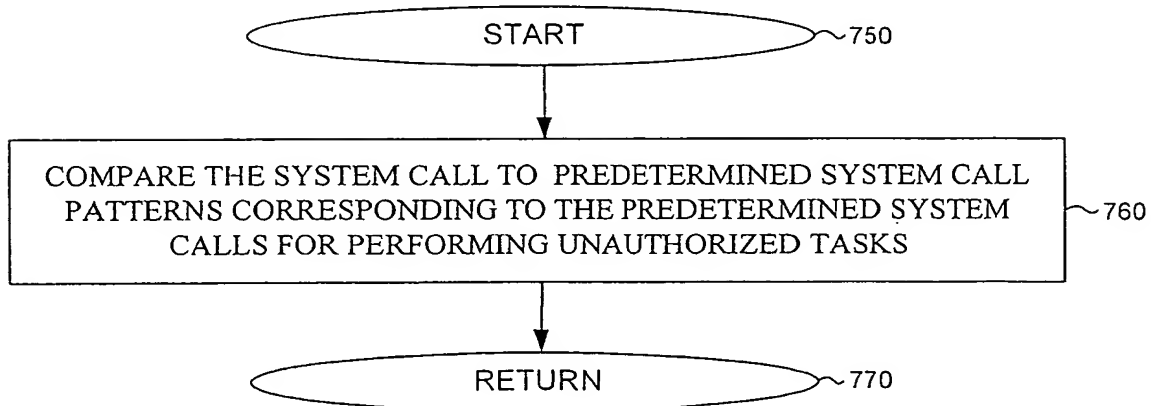 START
750
COMPARE THE SYSTEM CALL TO PREDETERMINED SYSTEM CALL
PATTERNS CORRESPONDING TO THE PREDETERMINED SYSTEM
CALLS FOR PERFORMING UNAUTHORIZED TASKS
760
RETURN
770